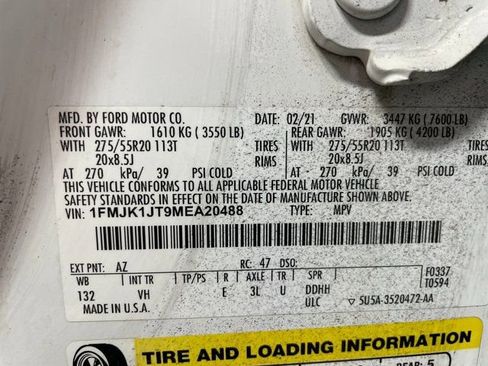 MFD. BY FORD MOTOR CO. DATE: 02/21 GVWR: 3447 KG (7600LB)
FRONT GAWR: 1610 KG (3550 LB) REAR GAWR: 1905 KG (4200 LB)
WITH 275/55R20 113T TIRES WITH 275/55R20 113T TIRES
20x8.5J RIMS 20x8.5J RIMS
AT 270 kPa/ 39 PSI COLD AT 270 kPa/ 39 PSI COLD
THIS VEHICLE CONFORMS TO ALL APPLICABLE FEDERAL MOTOR VEHICLE
SAFETY STANDARDS IN EFFECT ON THE DATE OF MANUFACTURE SHOWN ABOVE.
VIN: 1FMJK1JT9MEA20488 TYPE: MPV
EXT PNT: AZ RC: 47 DSO: F0337
WB INT TR TP/PS R AXLE TR SPR T0594
132 VH E 3L U DDHH
MADE IN U.S.A. ULC 5U5A-3520472-AA
TIRE AND LOADING INFORMATION
REAR: 5